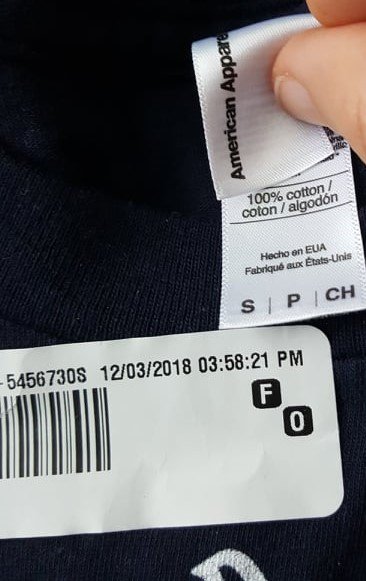 American Appare
100% cotton /
coton / algodón
Hecho en EUA
Fabriqué aux États-Unis
S | P | CH
-5456730S 12/03/2018 03:58:21 PM
F
O